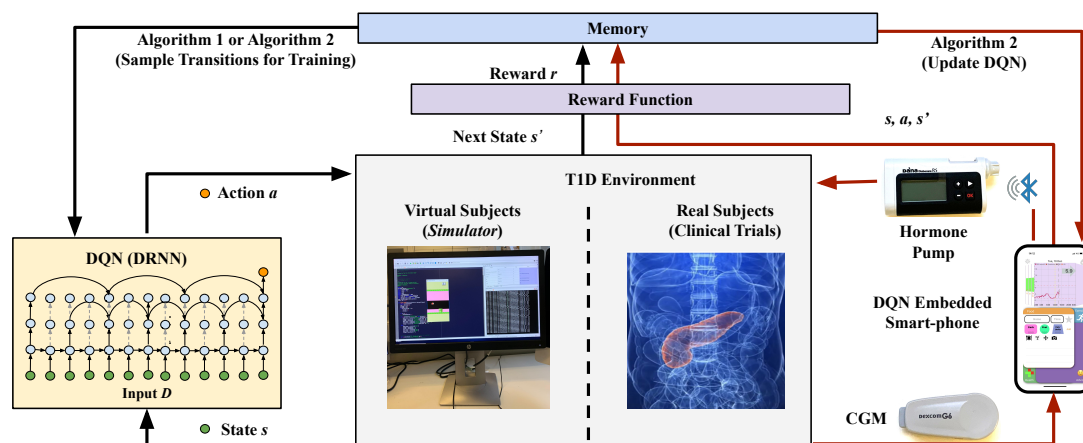 Memory
Algorithm 1 or Algorithm 2
(Sample Transitions for Training)
Algorithm 2
(Update DQN)
Reward r
Reward Function
Next State s'
s, a, s'
T1D Environment
Action a
Virtual Subjects
(Simulator)
Real Subjects
(Clinical Trials)
Hormone
Pump
DQN (DRNN)
DQN Embedded
Smart-phone
Input D
State s
CGM
dexcom G6